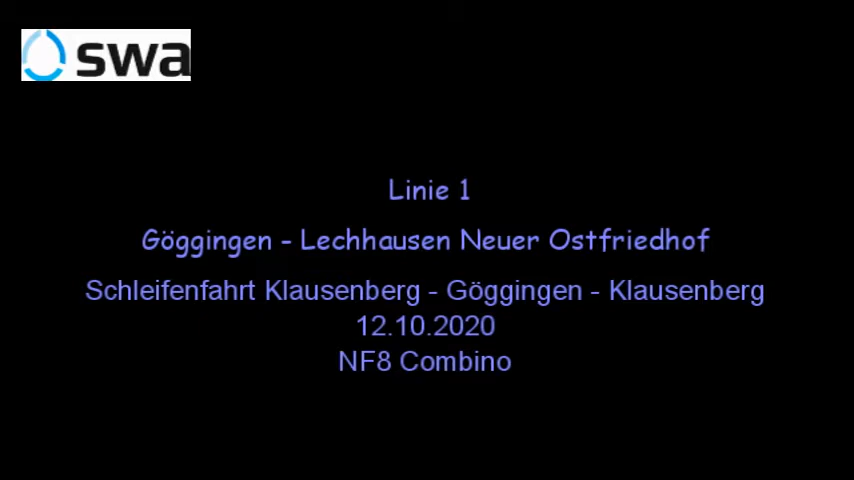 swa
Linie 1
Göggingen - Lechhausen Neuer Ostfriedhof
Schleifenfahrt Klausenberg - Göggingen - Klausenberg
12.10.2020
NF8 Combino